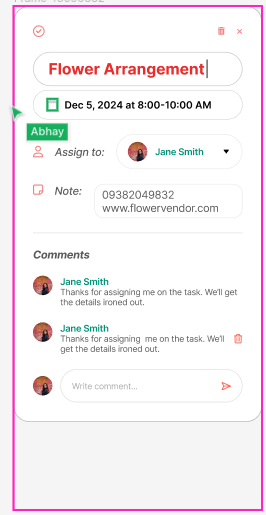 Flower Arrangement
Dec 5, 2024 at 8:00-10:00 AM
Abhay
Assign to:
Jane Smith
Note:
09382049832
www.flowervendor.com
Comments
Jane Smith
Thanks for assigning me on the task. We'll get
the details ironed out.
Jane Smith
Thanks for assigning me on the task. We'll
get the details ironed out.
Write comment...